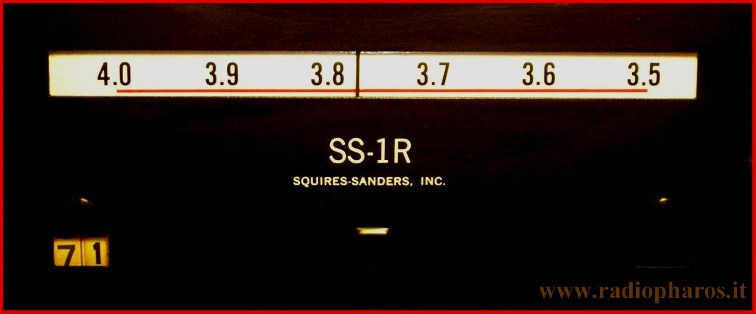 4.0 3.9 3.8 3.7 3.6 3.5
SS-1R
SQUIRES-SANDERS, INC.
71
www.radiopharos.it